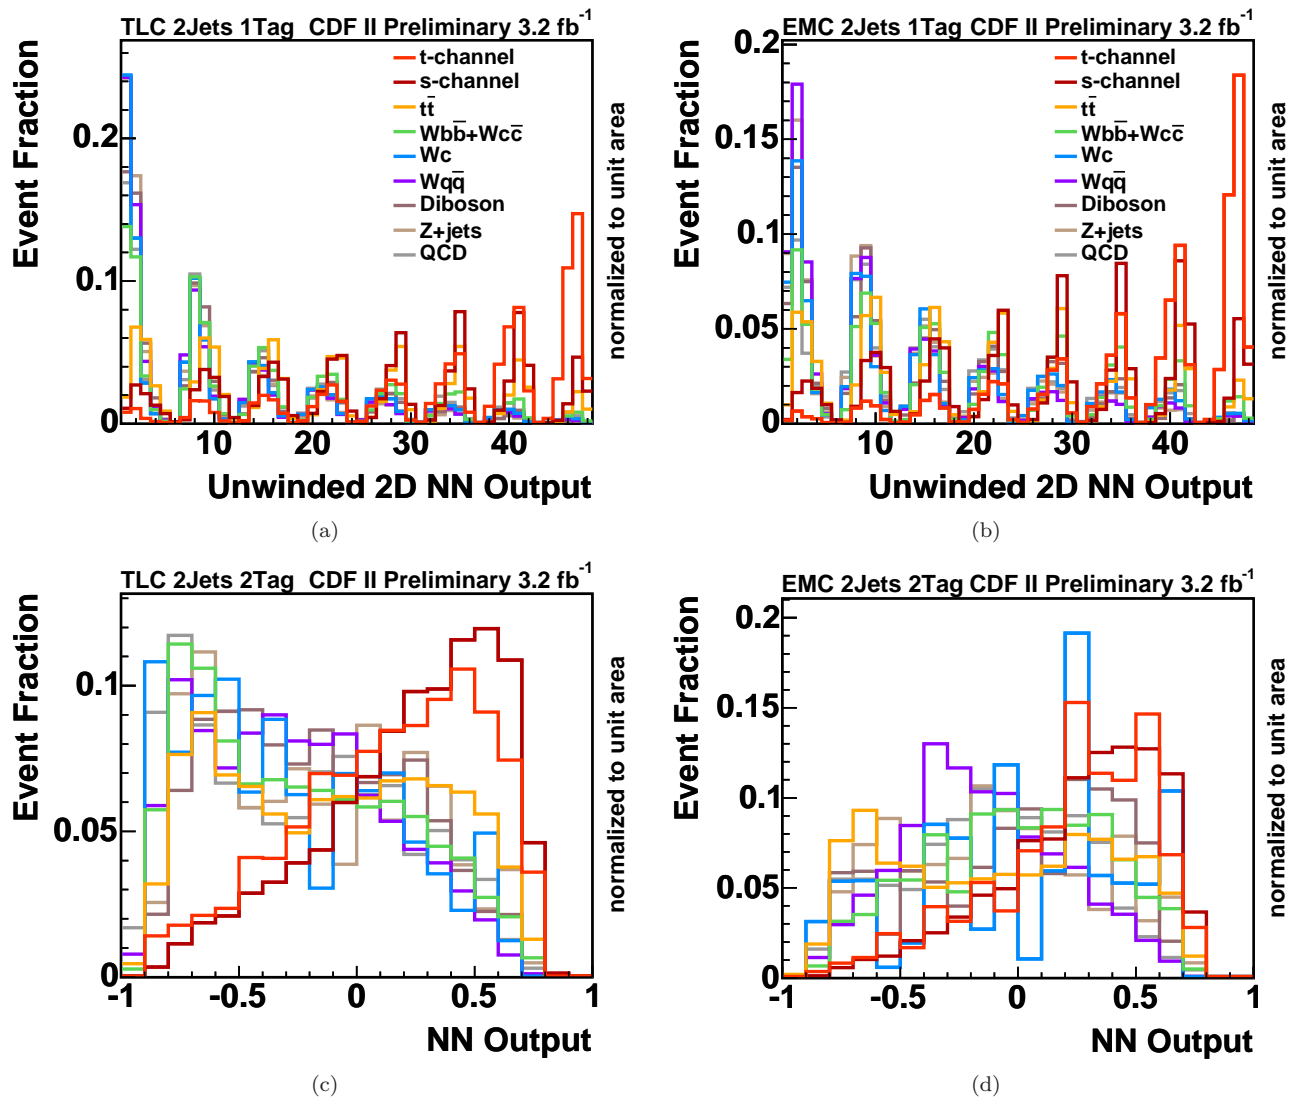 TLC 2Jets 1Tag CDF II Preliminary 3.2 fb⁻¹
Event Fraction
0.2
0.1
0
t-channel
s-channel
tt̄
Wbb̄+Wcc̄
Wc
Wqq̄
Diboson
Z+jets
QCD
normalized to unit area
10 20 30 40
Unwinded 2D NN Output
(a)
EMC 2Jets 1Tag CDF II Preliminary 3.2 fb⁻¹
Event Fraction
0.2
0.15
0.1
0.05
0
t-channel
s-channel
tt̄
Wbb̄+Wcc̄
Wc
Wqq̄
Diboson
Z+jets
QCD
normalized to unit area
10 20 30 40
Unwinded 2D NN Output
(b)
TLC 2Jets 2Tag CDF II Preliminary 3.2 fb⁻¹
Event Fraction
0.1
0.05
0
normalized to unit area
-1 -0.5 0 0.5 1
NN Output
(c)
EMC 2Jets 2Tag CDF II Preliminary 3.2 fb⁻¹
Event Fraction
0.2
0.15
0.1
0.05
0
normalized to unit area
-1 -0.5 0 0.5 1
NN Output
(d)